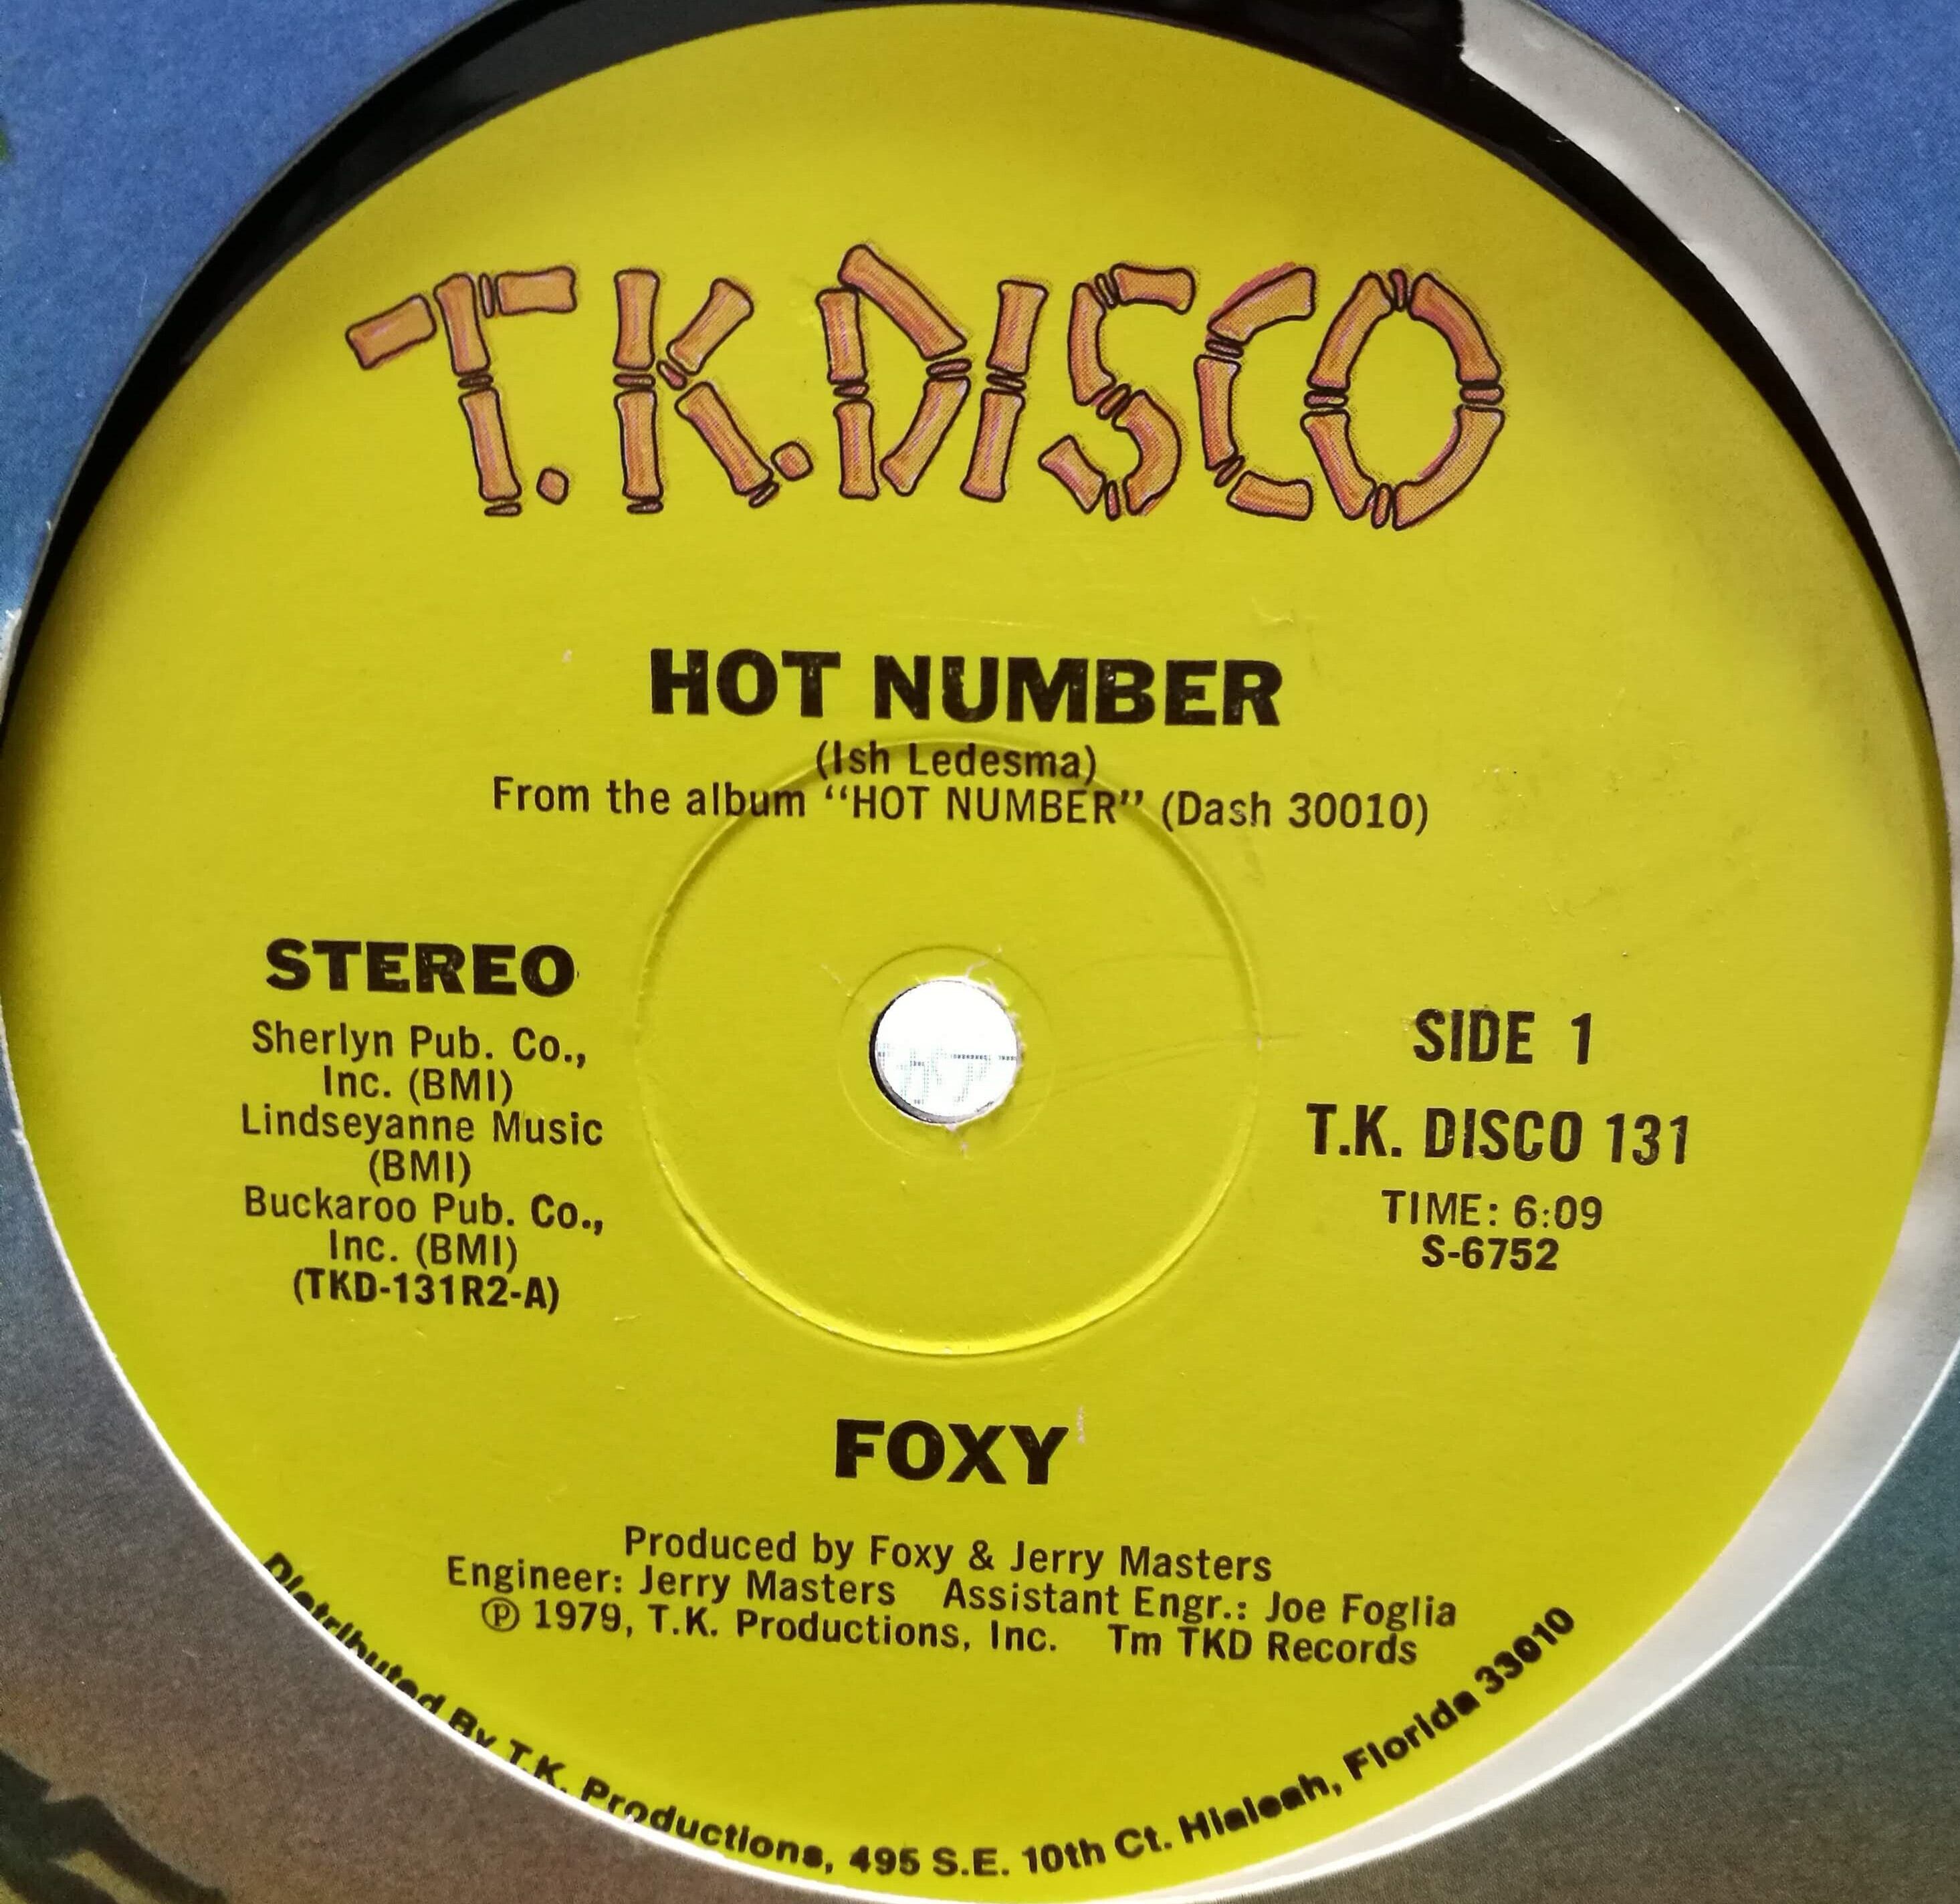 T.K. DISCO
HOT NUMBER
(Ish Ledesma)
From the album “HOT NUMBER” (Dash 30010)
STEREO
Sherlyn Pub. Co.,
Inc. (BMI)
Lindseyanne Music
(BMI)
Buckaroo Pub. Co.,
Inc. (BMI)
(TKD-131R2-A)
SIDE 1
T.K. DISCO 131
TIME: 6:09
S-6752
FOXY
Produced by Foxy & Jerry Masters
Engineer: Jerry Masters Assistant Engr.: Joe Foglia
℗ 1979, T.K. Productions, Inc. Tm TKD Records
Distributed By T.K. Productions, 495 S.E. 10th Ct. Hialeah, Florida 33010